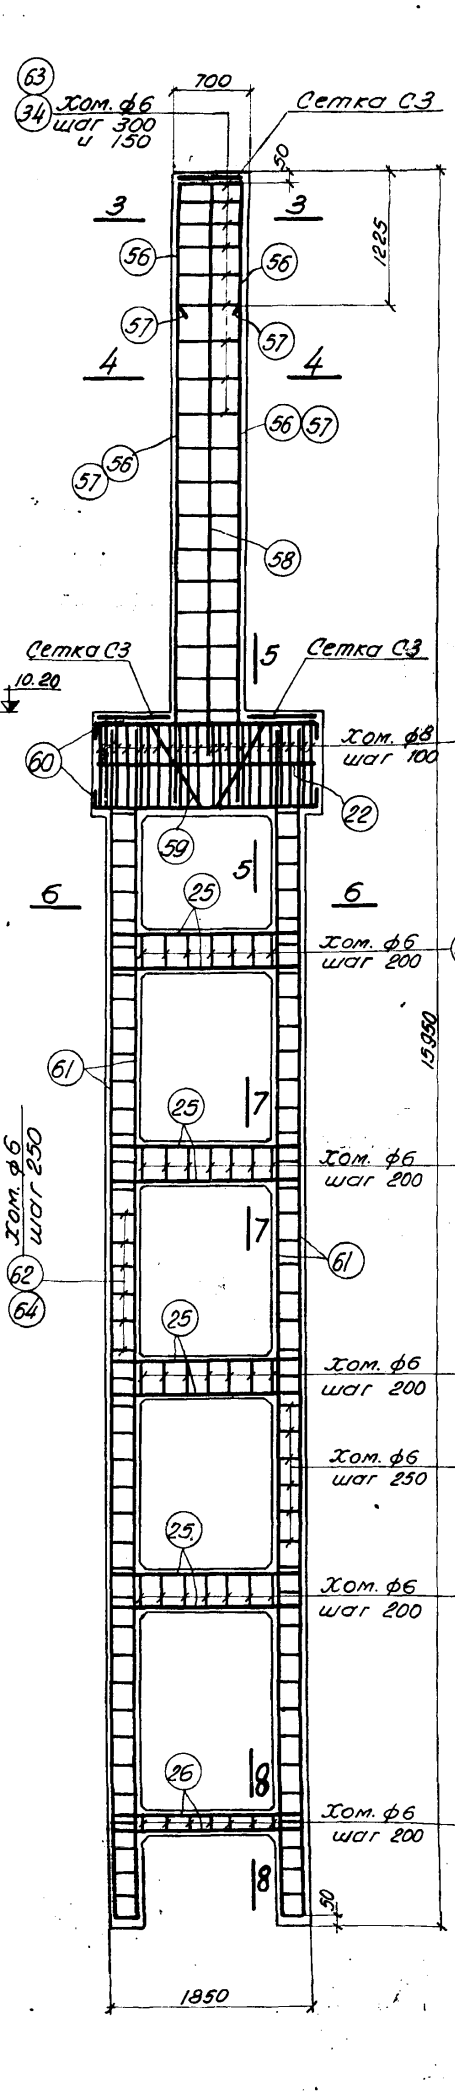 63
700
34 Хом. ф6
шаг 300
и 150
Сетка С3
50
3 3
1225
56 56
57 57
4 4
56 57
56
57
58
5
Сетка С3 Сетка С3
10.20
Хом. ф8
шаг 100
60
22
59
5
25
6 6
Хом. ф6
шаг 200
15950
61
7
25
Хом. ф6
шаг 200
Хом. ф6
шаг 250
7
61
62
64
25
Хом. ф6
шаг 200
Хом. ф6
шаг 250
25
Хом. ф6
шаг 200
8
26
Хом. ф6
шаг 200
8
50
1850